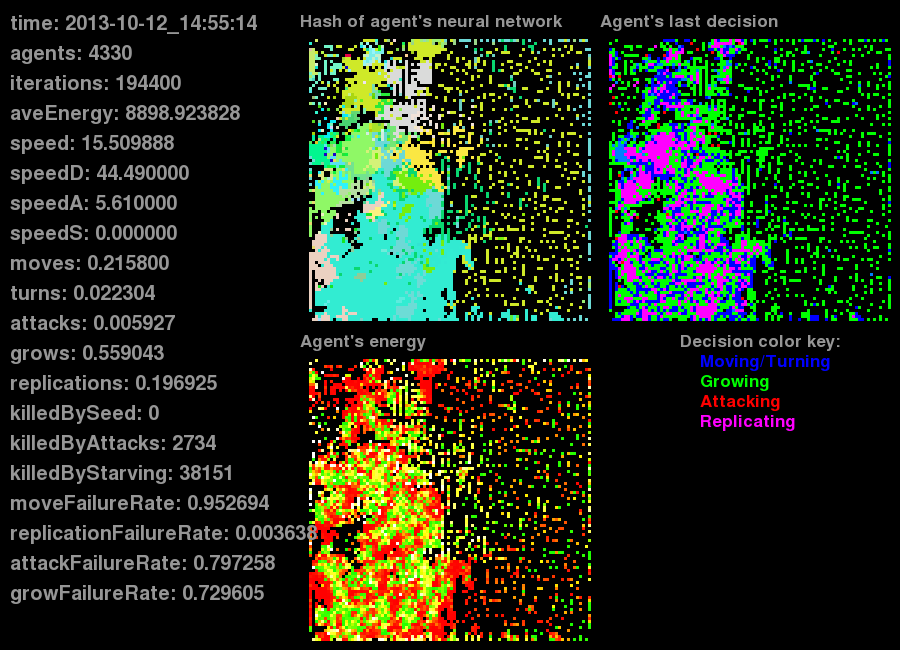 time: 2013-10-12_14:55:14
agents: 4330
iterations: 194400
aveEnergy: 8898.923828
speed: 15.509888
speedD: 44.490000
speedA: 5.610000
speedS: 0.000000
moves: 0.215800
turns: 0.022304
attacks: 0.005927
grows: 0.559043
replications: 0.196925
killedBySeed: 0
killedByAttacks: 2734
killedByStarving: 38151
moveFailureRate: 0.952694
replicationFailureRate: 0.003638
attackFailureRate: 0.797258
growFailureRate: 0.729605
Hash of agent's neural network
Agent's last decision
Agent's energy
Decision color key:
Moving/Turning
Growing
Attacking
Replicating